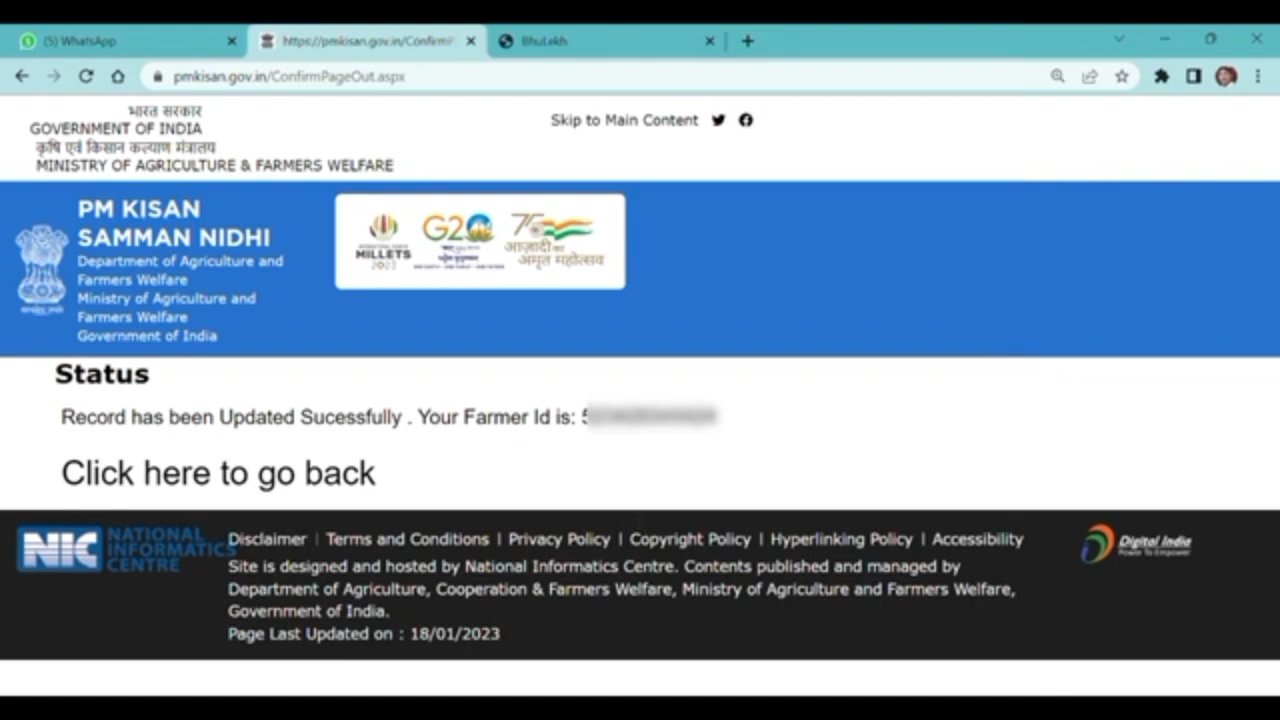 (5) WhatsApp
https://pmkisan.gov.in/ConfirmP
BhuLekh
pmkisan.gov.in/ConfirmPageOut.aspx
भारत सरकार
GOVERNMENT OF INDIA
कृषि एवं किसान कल्याण मंत्रालय
MINISTRY OF AGRICULTURE & FARMERS WELFARE
Skip to Main Content
PM KISAN
SAMMAN NIDHI
Department of Agriculture and
Farmers Welfare
Ministry of Agriculture and
Farmers Welfare
Government of India
MILLETS
2023
G20
75
आज़ादी का
अमृत महोत्सव
Status
Record has been Updated Sucessfully . Your Farmer Id is: 5
Click here to go back
NIC NATIONAL
INFORMATICS
CENTRE
Disclaimer | Terms and Conditions | Privacy Policy | Copyright Policy | Hyperlinking Policy | Accessibility
Site is designed and hosted by National Informatics Centre. Contents published and managed by
Department of Agriculture, Cooperation & Farmers Welfare, Ministry of Agriculture and Farmers Welfare,
Government of India.
Page Last Updated on : 18/01/2023
Digital India
Power To Empower